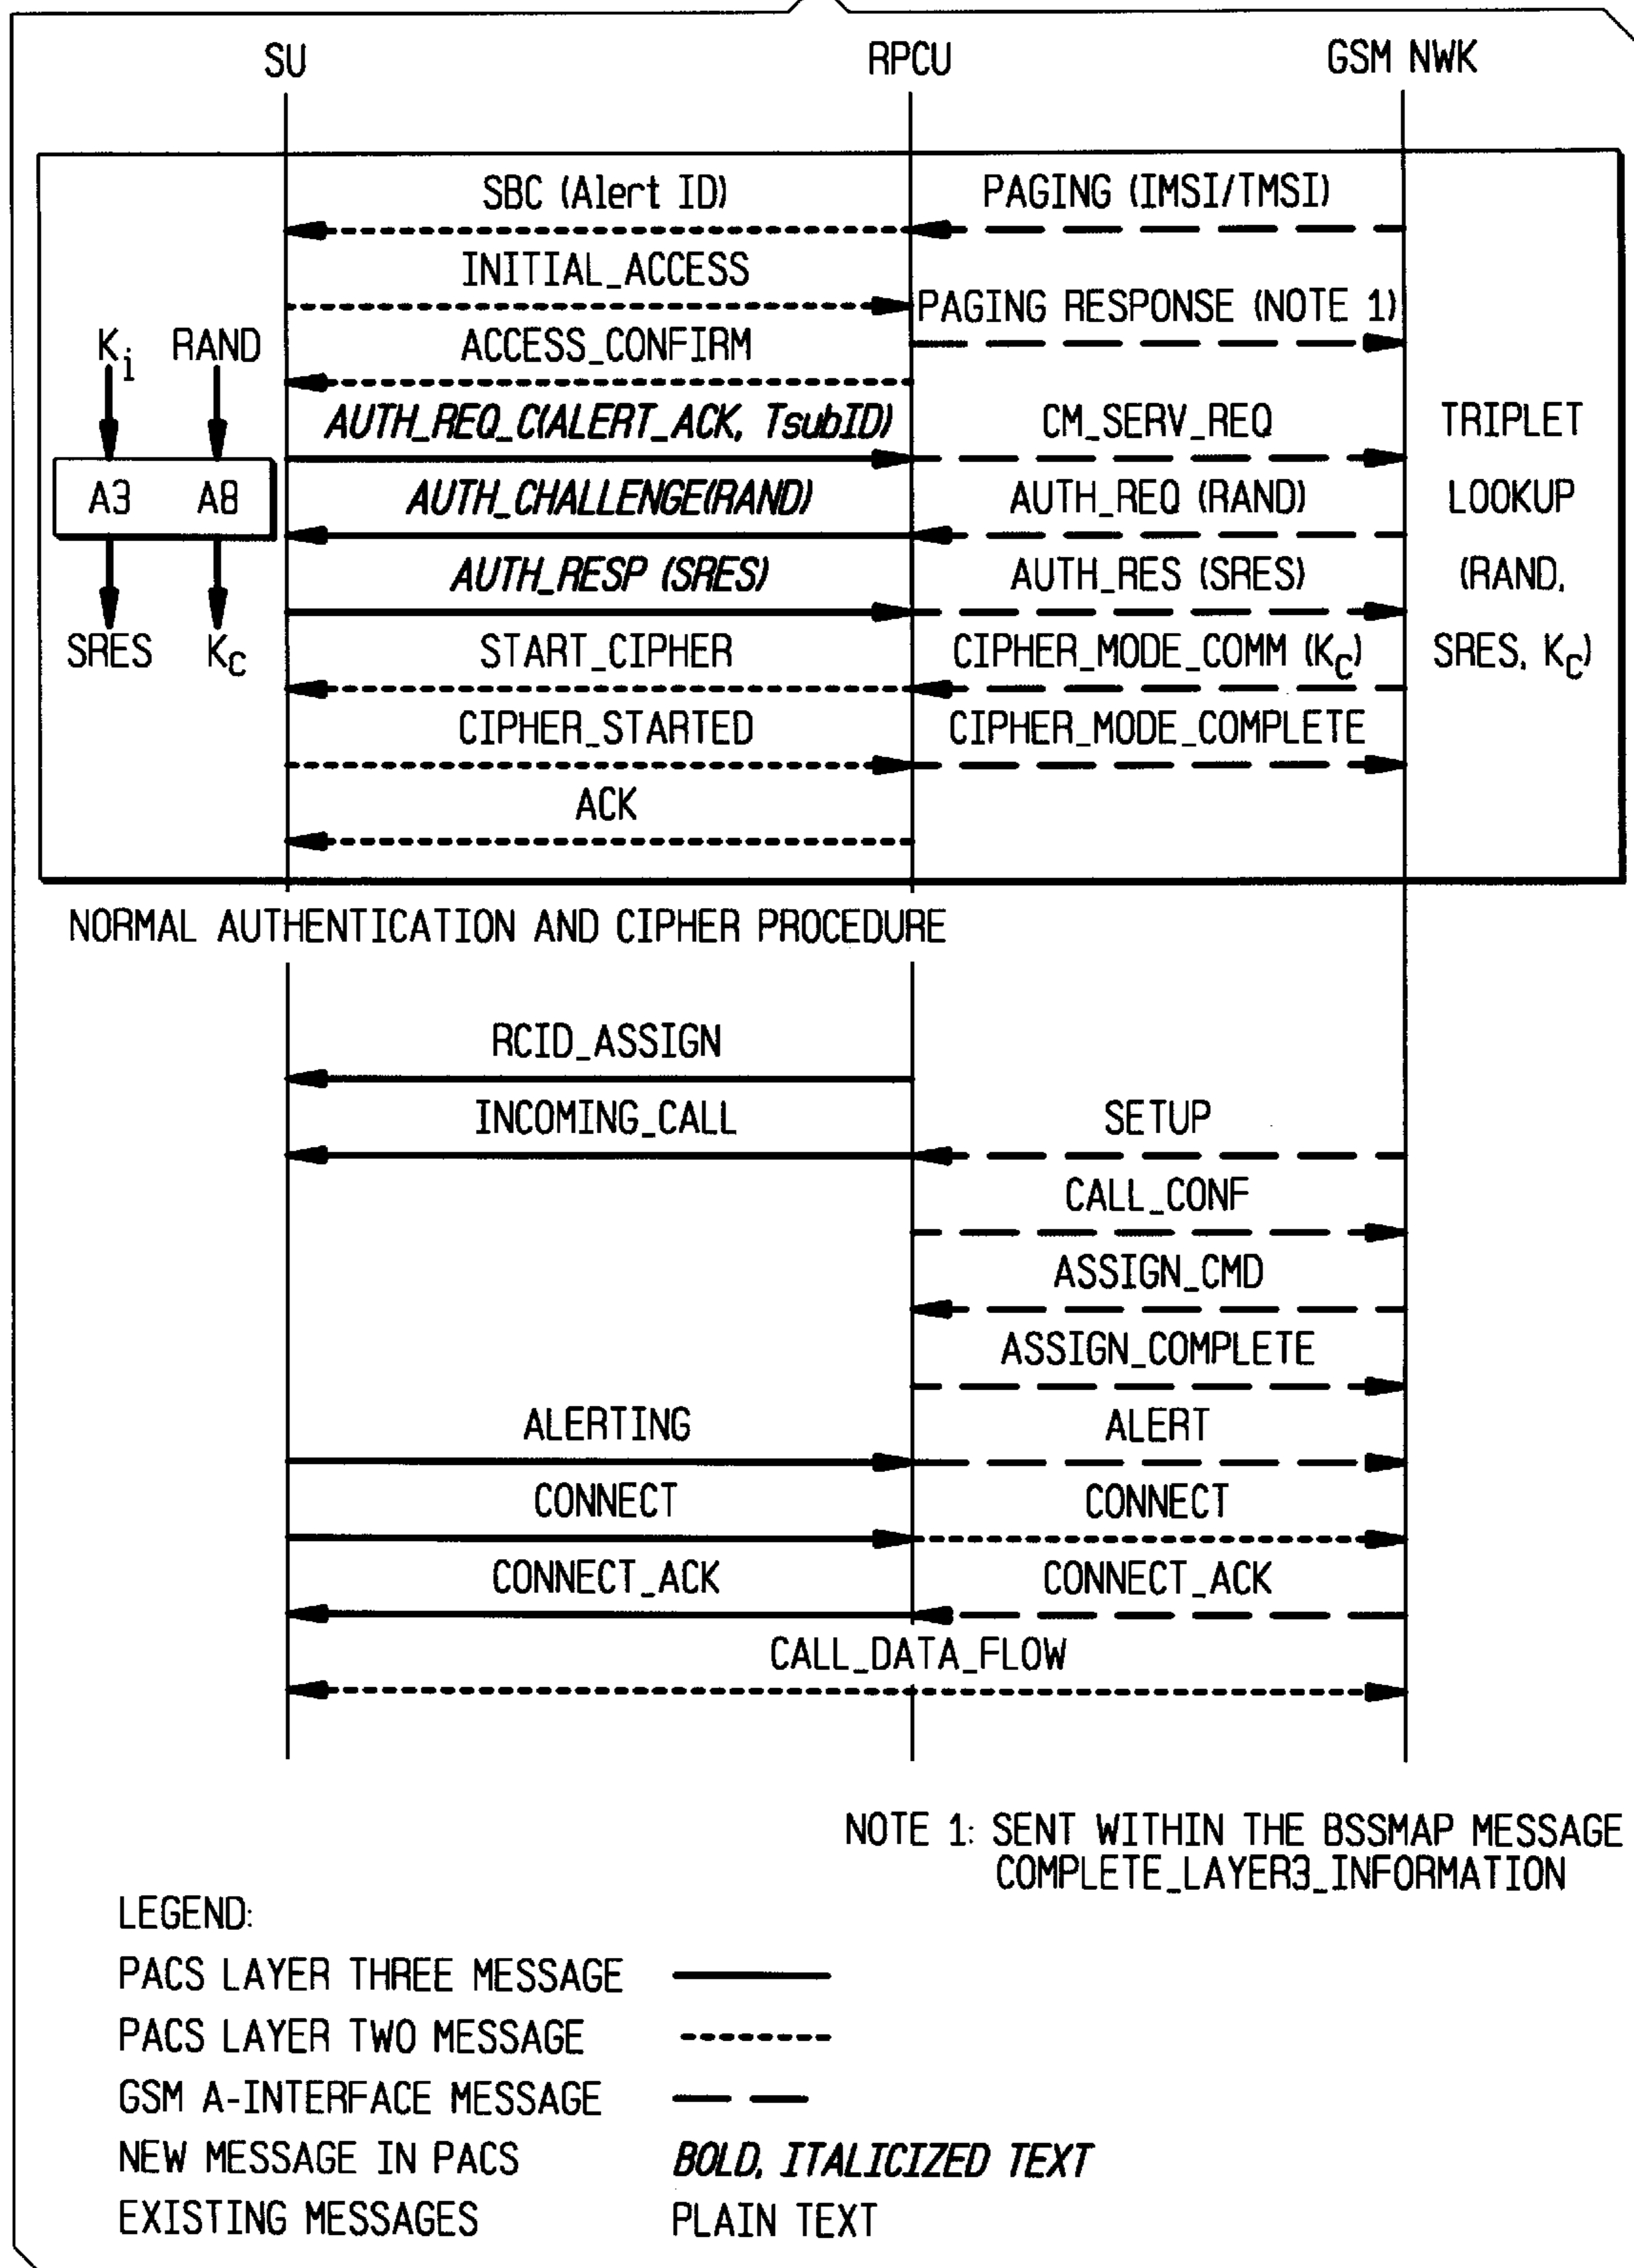 SU RPCU GSM NWK
SBC (Alert ID) PAGING (IMSI/TMSI)
INITIAL_ACCESS
PAGING RESPONSE (NOTE 1)
Ki RAND ACCESS_CONFIRM
AUTH_REQ_C(ALERT_ACK, TsubID) CM_SERV_REQ TRIPLET
A3 A8 AUTH_CHALLENGE(RAND) AUTH_REQ (RAND) LOOKUP
AUTH_RESP (SRES) AUTH_RES (SRES) (RAND,
SRES KC START_CIPHER CIPHER_MODE_COMM (KC) SRES, KC)
CIPHER_STARTED CIPHER_MODE_COMPLETE
ACK
NORMAL AUTHENTICATION AND CIPHER PROCEDURE
RCID_ASSIGN
INCOMING_CALL SETUP
CALL_CONF
ASSIGN_CMD
ASSIGN_COMPLETE
ALERTING ALERT
CONNECT CONNECT
CONNECT_ACK CONNECT_ACK
CALL_DATA_FLOW
NOTE 1: SENT WITHIN THE BSSMAP MESSAGE
COMPLETE_LAYER3_INFORMATION
LEGEND:
PACS LAYER THREE MESSAGE
PACS LAYER TWO MESSAGE
GSM A-INTERFACE MESSAGE
NEW MESSAGE IN PACS BOLD, ITALICIZED TEXT
EXISTING MESSAGES PLAIN TEXT